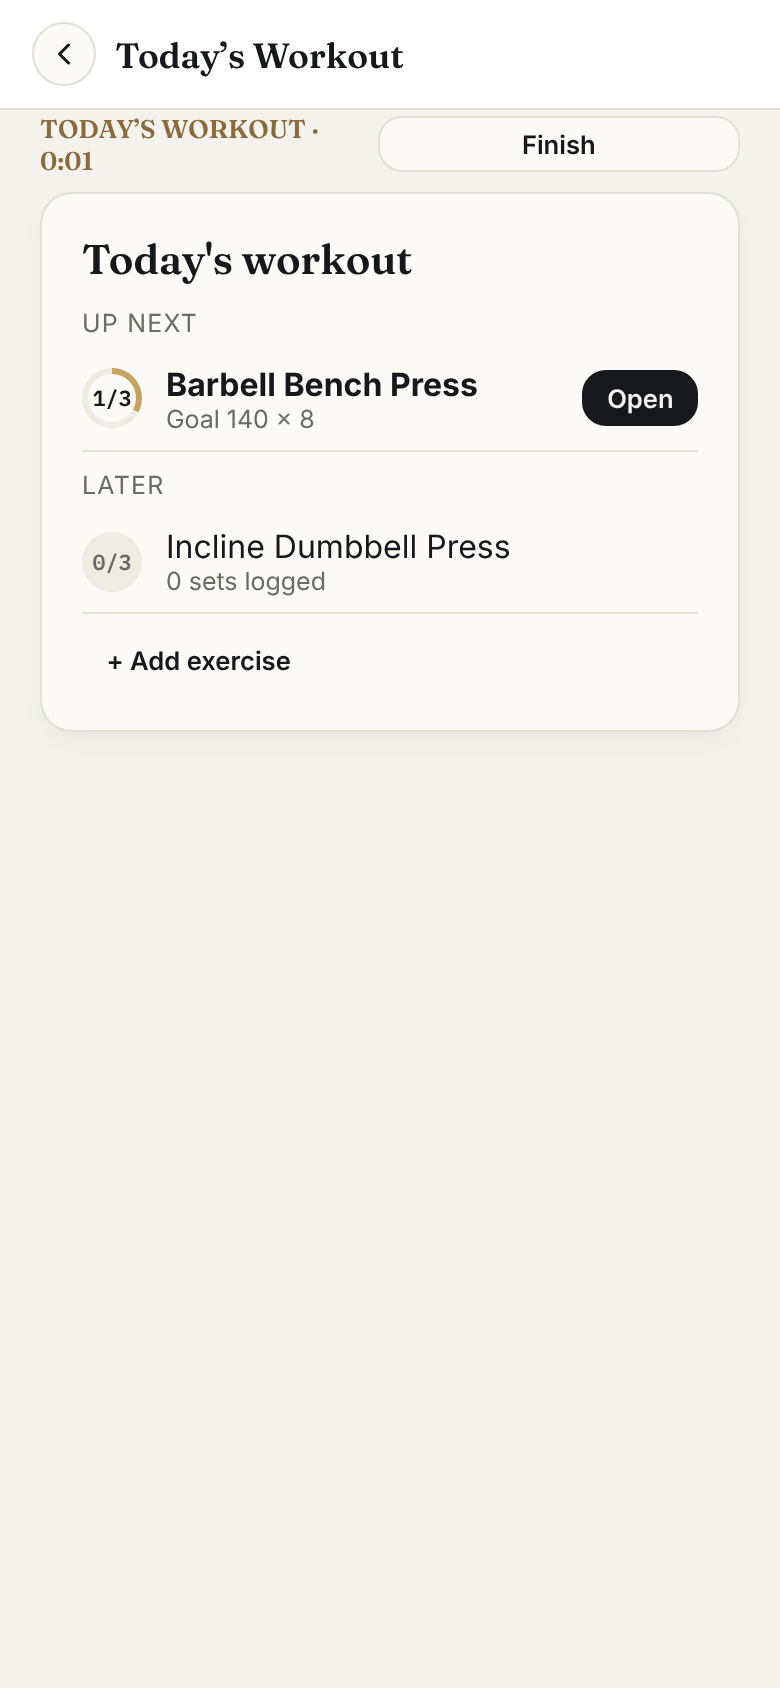 Today’s Workout
TODAY’S WORKOUT ·
0:01
Finish
Today's workout
UP NEXT
1/3
Barbell Bench Press
Goal 140 × 8
Open
LATER
0/3
Incline Dumbbell Press
0 sets logged
+ Add exercise